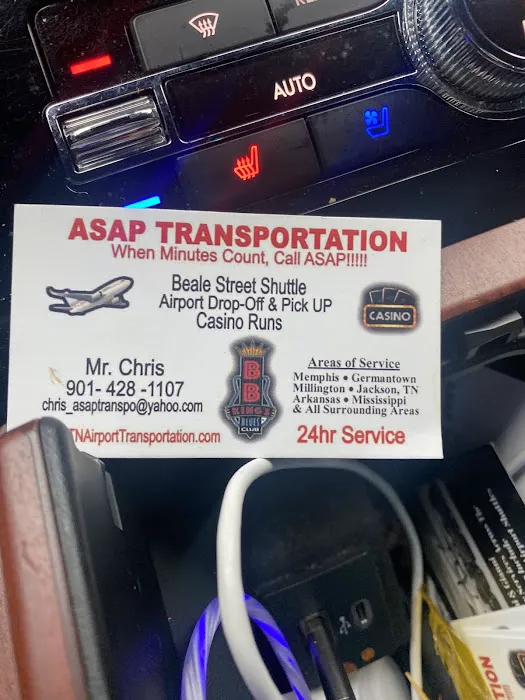 AUTO
ASAP TRANSPORTATION
When Minutes Count, Call ASAP!!!!!
Beale Street Shuttle
Airport Drop-Off & Pick UP
Casino Runs
CASINO
Mr. Chris
901- 428 -1107
chris_asaptranspo@yahoo.com
TNAirportTransportation.com
BB
KING'S
BLUES
CLUB
Areas of Service
Memphis • Germantown
Millington • Jackson, TN
Arkansas • Mississippi
& All Surrounding Areas
24hr Service